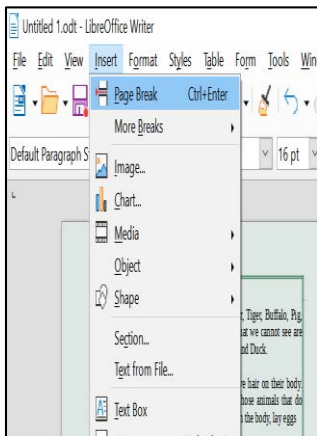 Untitled 1.odt - LibreOffice Writer
File Edit View Insert Format Styles Table Form Tools
Page Break Ctrl+Enter
More Breaks
Default Paragraph S 16 pt
Image...
Chart...
Media
Object
Shape
Section...
Text from File...
Text Box
Tiger, Buffalo, Pig,
at we cannot see are
nd Duck.
e hair on their body.
hose animals that do
the body, lay eggs